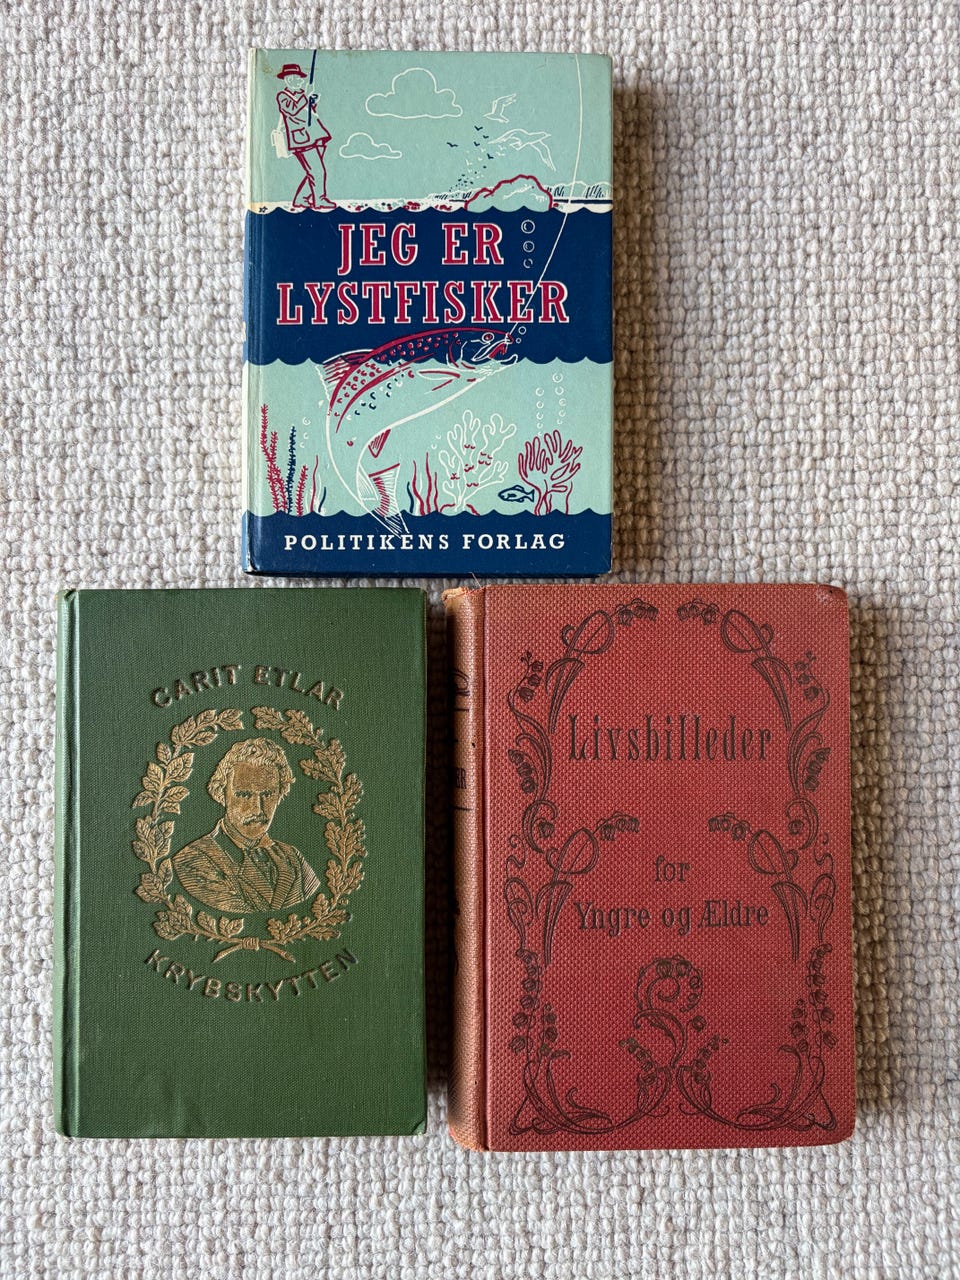 JEG ER
LYSTFISKER
POLITIKENS FORLAG
CARIT ETLAR
KRYBSKYTTEN
Livsbilleder
for
Yngre og Ældre